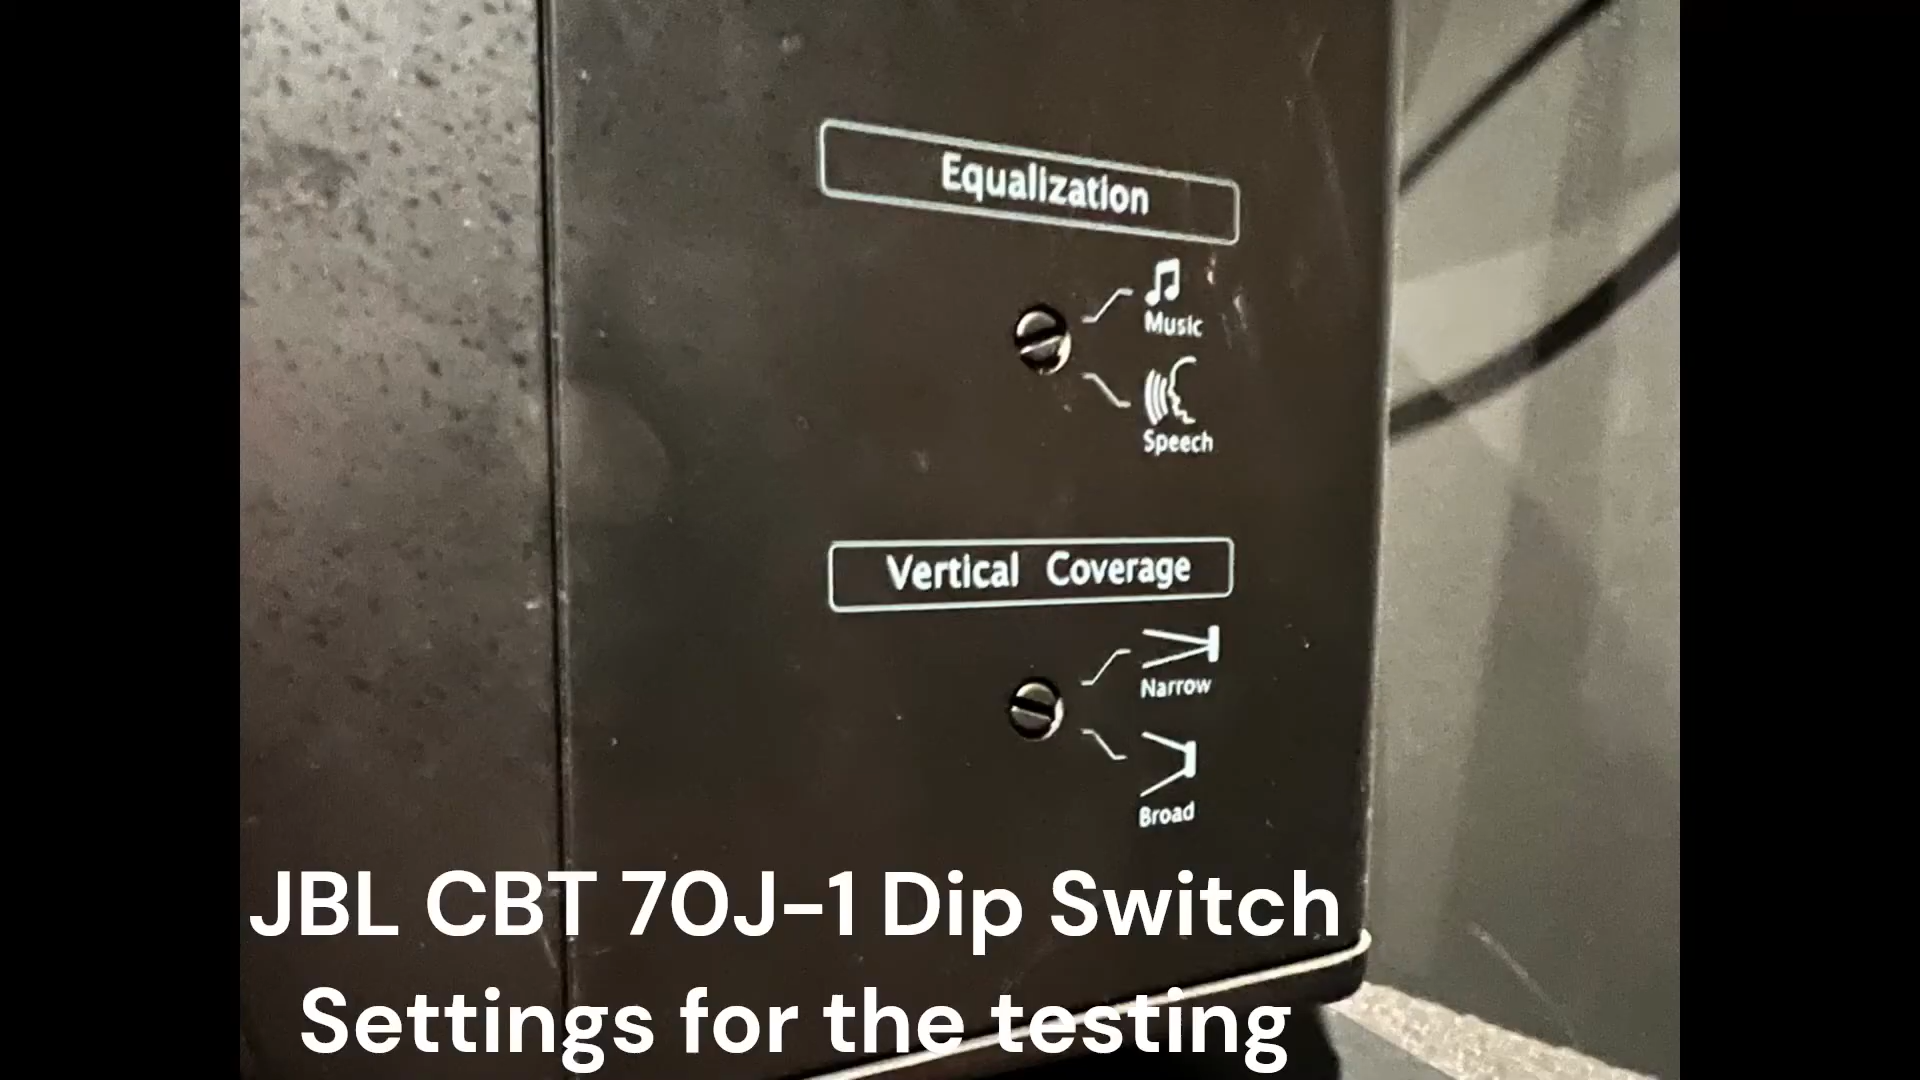 Equalization
Music
Speech
Vertical Coverage
Narrow
Broad
JBL CBT 70J-1 Dip Switch
Settings for the testing